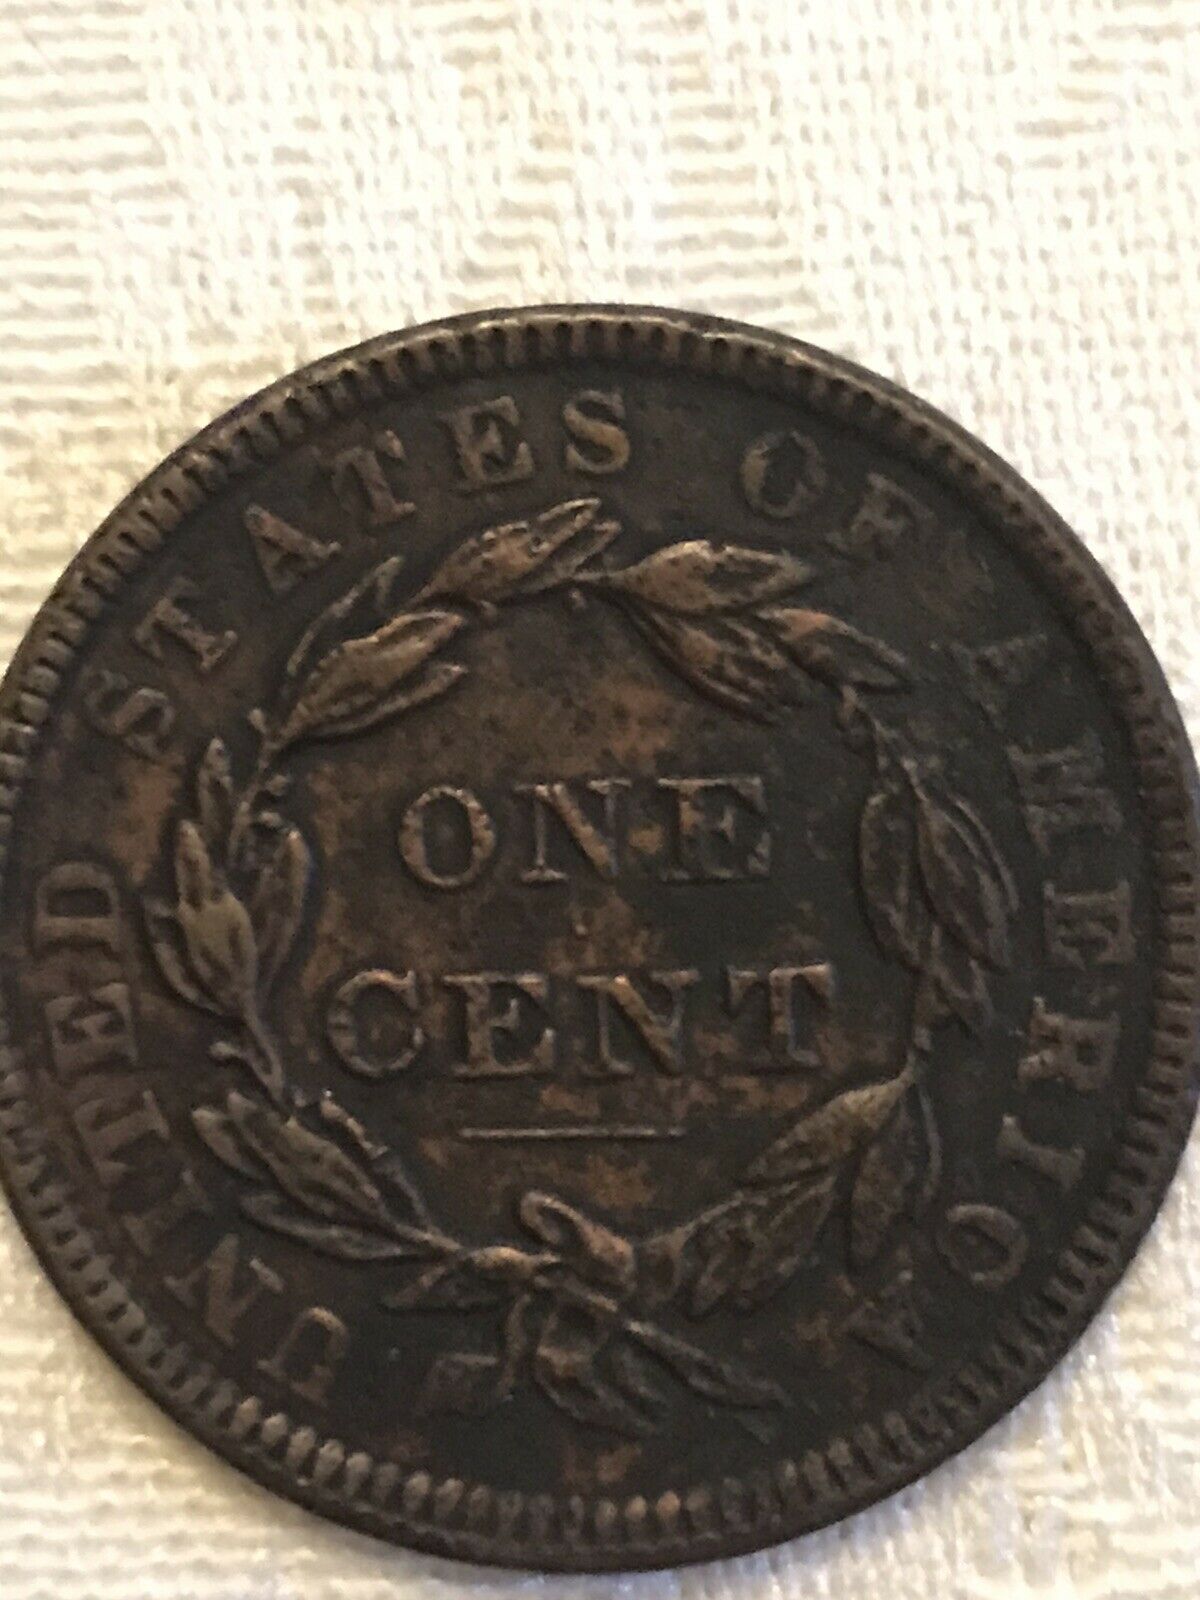 UNITED STATES OF AMERICA
ONE
CENT